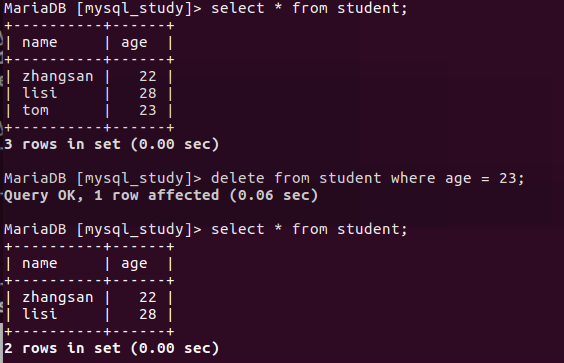 MariaDB [mysql_study]> select * from student;
+----------+------+
| name     | age  |
+----------+------+
| zhangsan |   22 |
| lisi     |   28 |
| tom      |   23 |
+----------+------+
3 rows in set (0.00 sec)
MariaDB [mysql_study]> delete from student where age = 23;
Query OK, 1 row affected (0.06 sec)
MariaDB [mysql_study]> select * from student;
+----------+------+
| name     | age  |
+----------+------+
| zhangsan |   22 |
| lisi     |   28 |
+----------+------+
2 rows in set (0.00 sec)